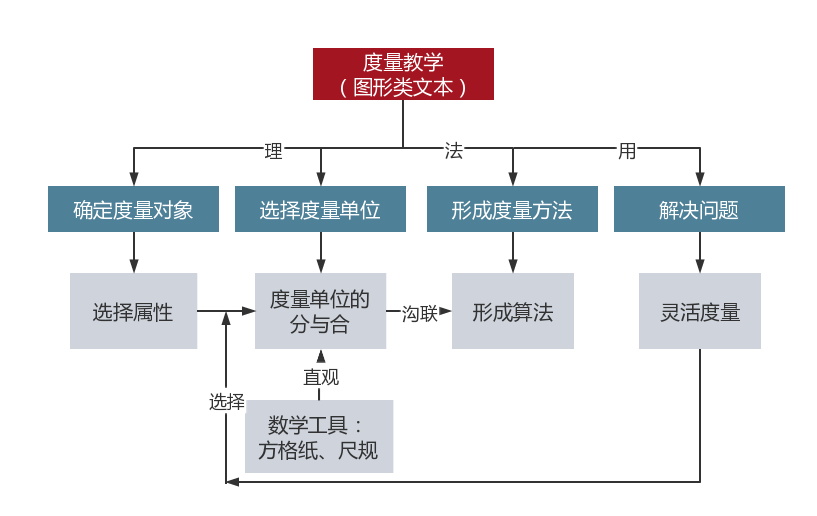 度量教学
（图形类文本）
理
法
用
确定度量对象
选择度量单位
形成度量方法
解决问题
选择属性
度量单位的
分与合
沟联
形成算法
灵活度量
直观
选择
数学工具：
方格纸、尺规